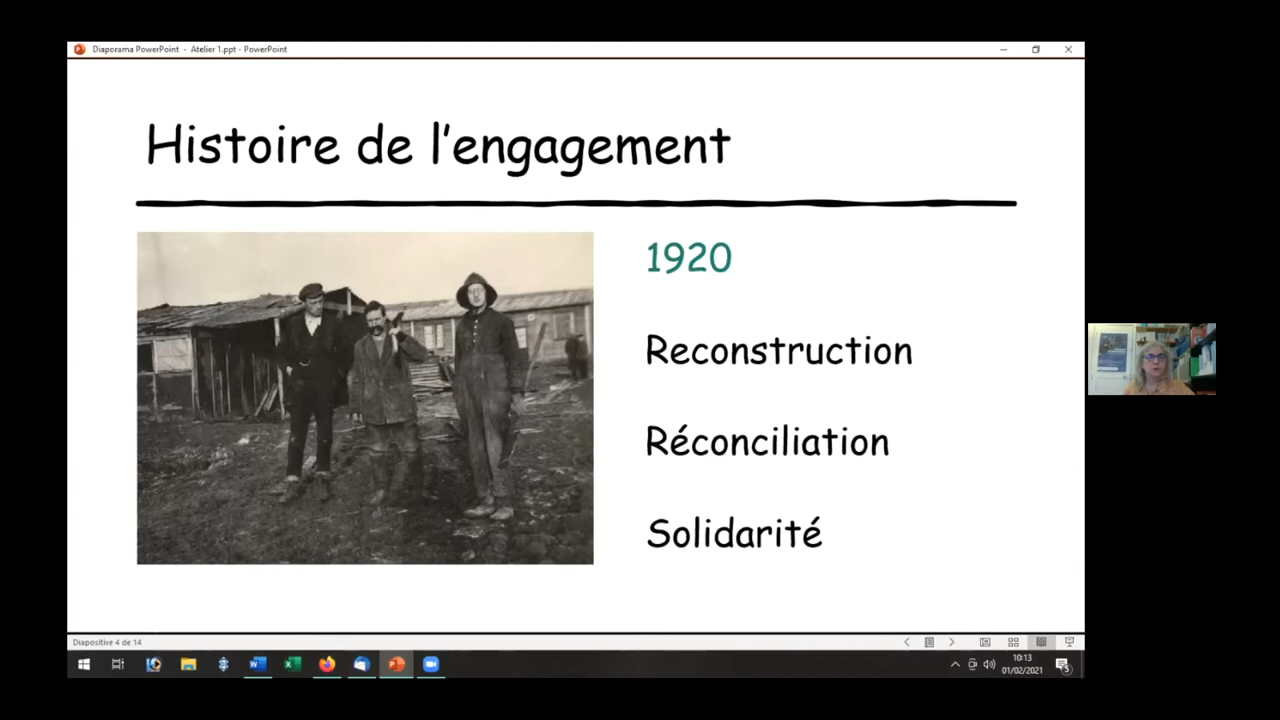 Diaporama PowerPoint - Atelier 1.ppt - PowerPoint
Histoire de l'engagement
1920
Reconstruction
Réconciliation
Solidarité
Diapositive 4 de 14
10:13
01/02/2021
5